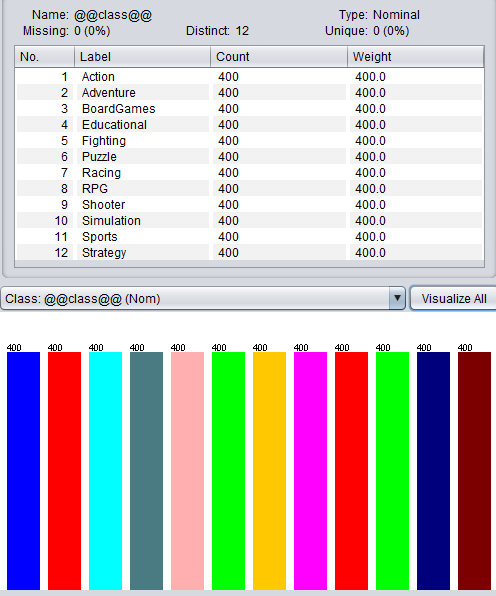 Name: @@class@@ Type: Nominal
Missing: 0 (0%) Distinct: 12 Unique: 0 (0%)
No. Label Count Weight
1 Action 400 400.0
2 Adventure 400 400.0
3 BoardGames 400 400.0
4 Educational 400 400.0
5 Fighting 400 400.0
6 Puzzle 400 400.0
7 Racing 400 400.0
8 RPG 400 400.0
9 Shooter 400 400.0
10 Simulation 400 400.0
11 Sports 400 400.0
12 Strategy 400 400.0
Class: @@class@@ (Nom) Visualize All
400 400 400 400 400 400 400 400 400 400 400 400